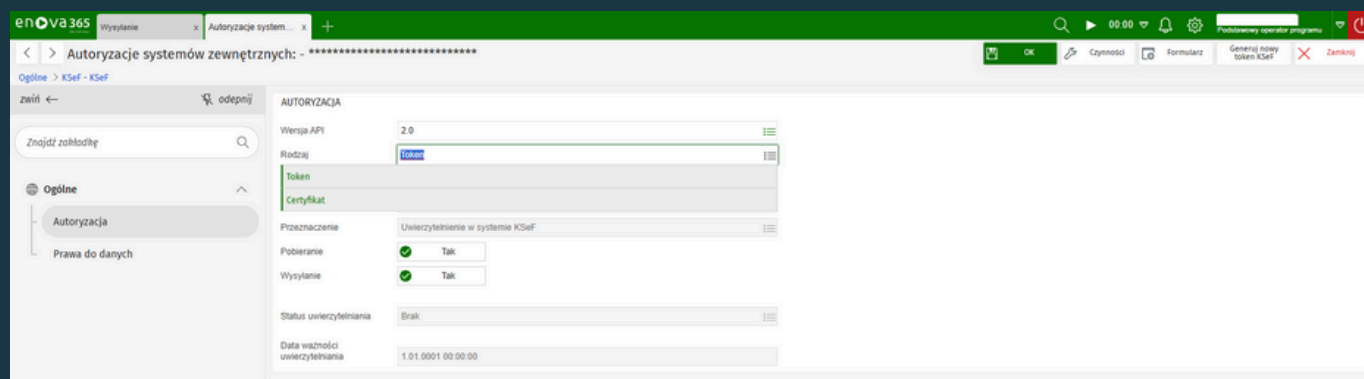 enova365 Wysyłanie x Autoryzacje system... x + 00:00 Podstawowy operator programu
< > Autoryzacje systemów zewnętrznych: - **************************** OK Czynności Formularz Generuj nowy token KSeF Zamknij
Ogólne > KSeF - KSeF
zwiń ← odepnij
AUTORYZACJA
Znajdź zakładkę
Ogólne
Autoryzacja
Prawa do danych
Wersja API 2.0
Rodzaj Token
Token
Certyfikat
Przeznaczenie Uwierzytelnienie w systemie KSeF
Pobieranie Tak
Wysyłanie Tak
Status uwierzytelniania Brak
Data ważności
uwierzytelniania 1.01.0001 00:00:00